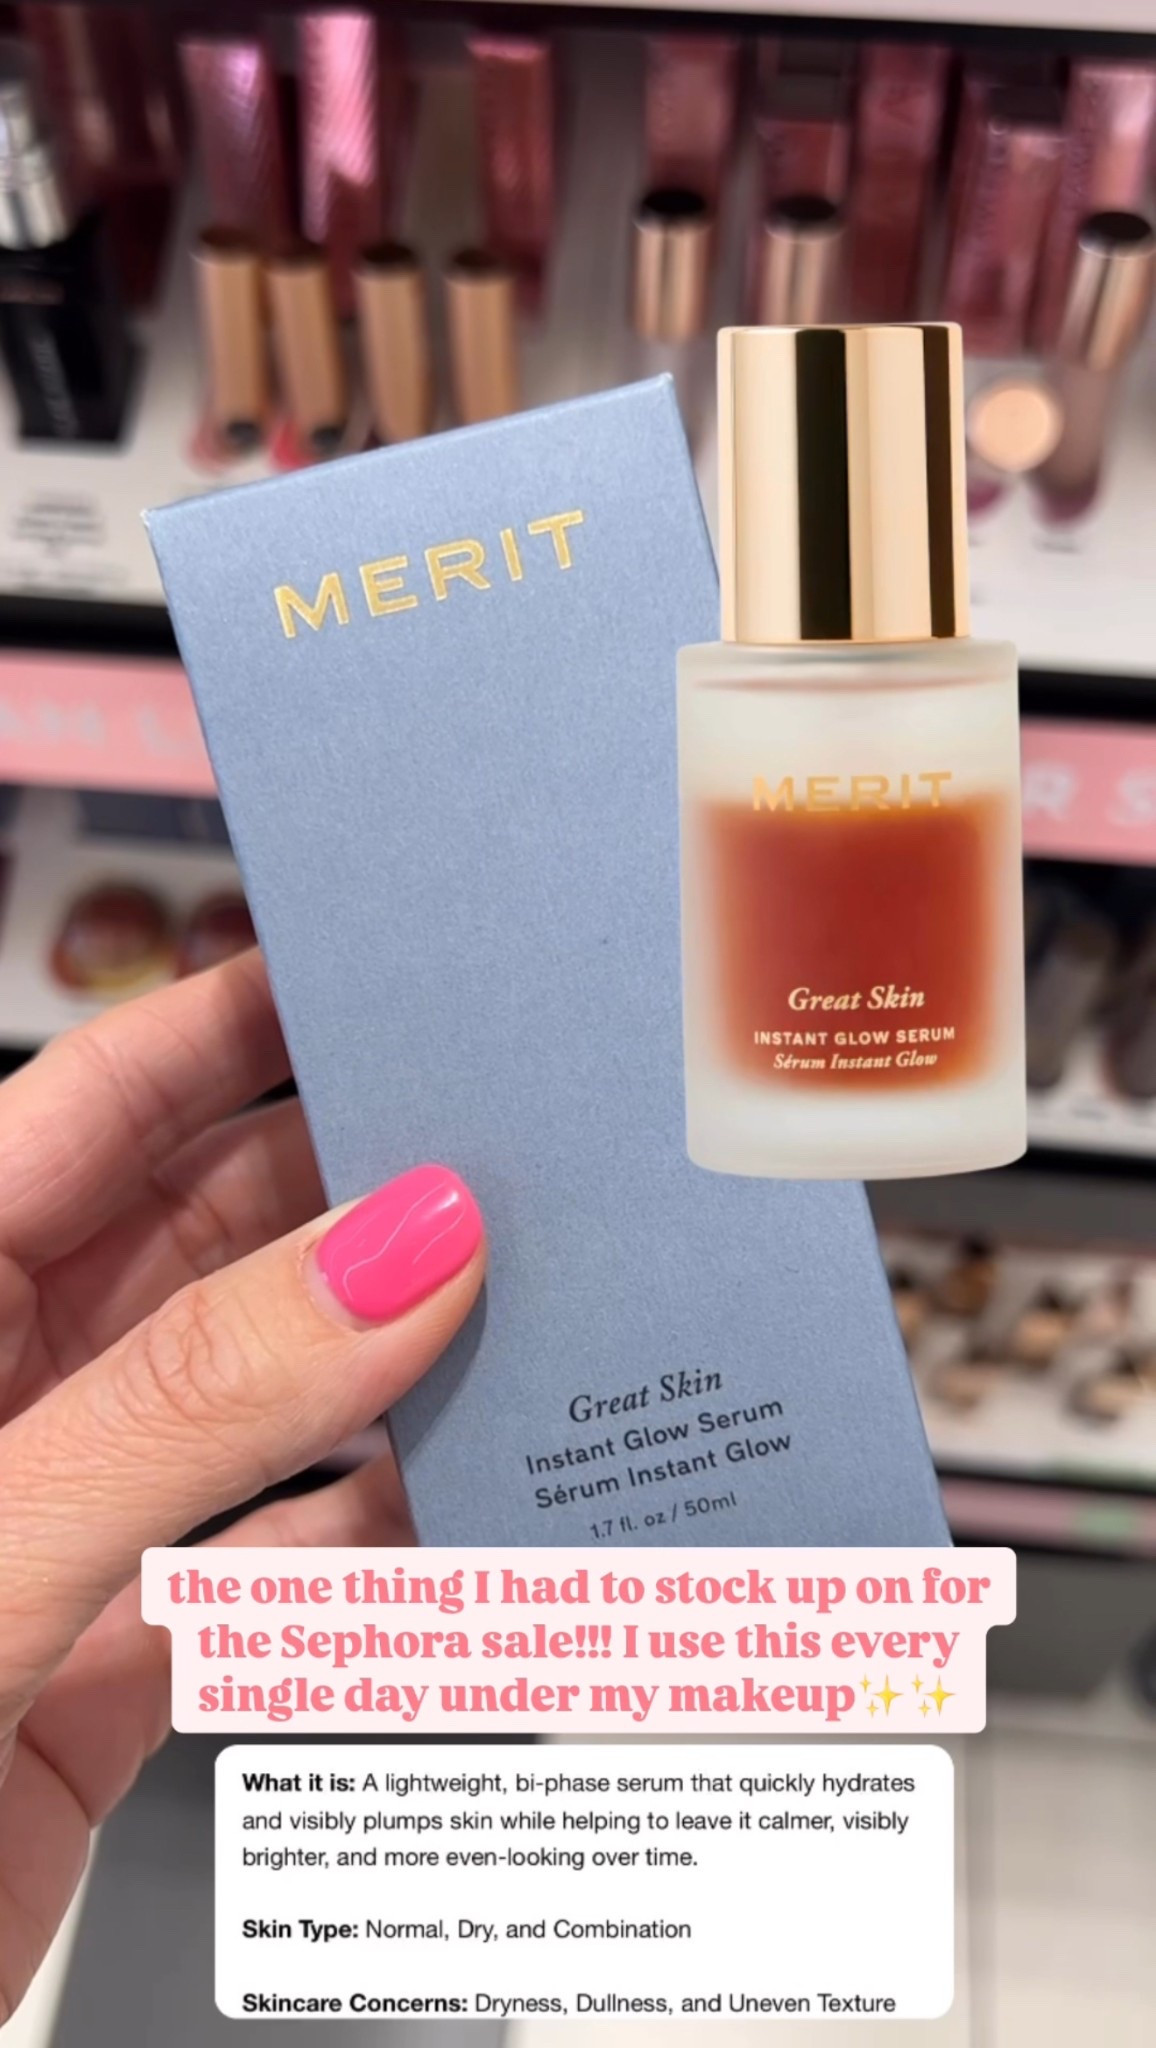 MERIT
MERIT
Great Skin
INSTANT GLOW SERUM
Sérum Instant Glow
Great Skin
Instant Glow Serum
Sérum Instant Glow
1.7 fl. oz / 50ml
the one thing I had to stock up on for
the Sephora sale!!! I use this every
single day under my makeup✨✨
What it is: A lightweight, bi-phase serum that quickly hydrates
and visibly plumps skin while helping to leave it calmer, visibly
brighter, and more even-looking over time.
Skin Type: Normal, Dry, and Combination
Skincare Concerns: Dryness, Dullness, and Uneven Texture